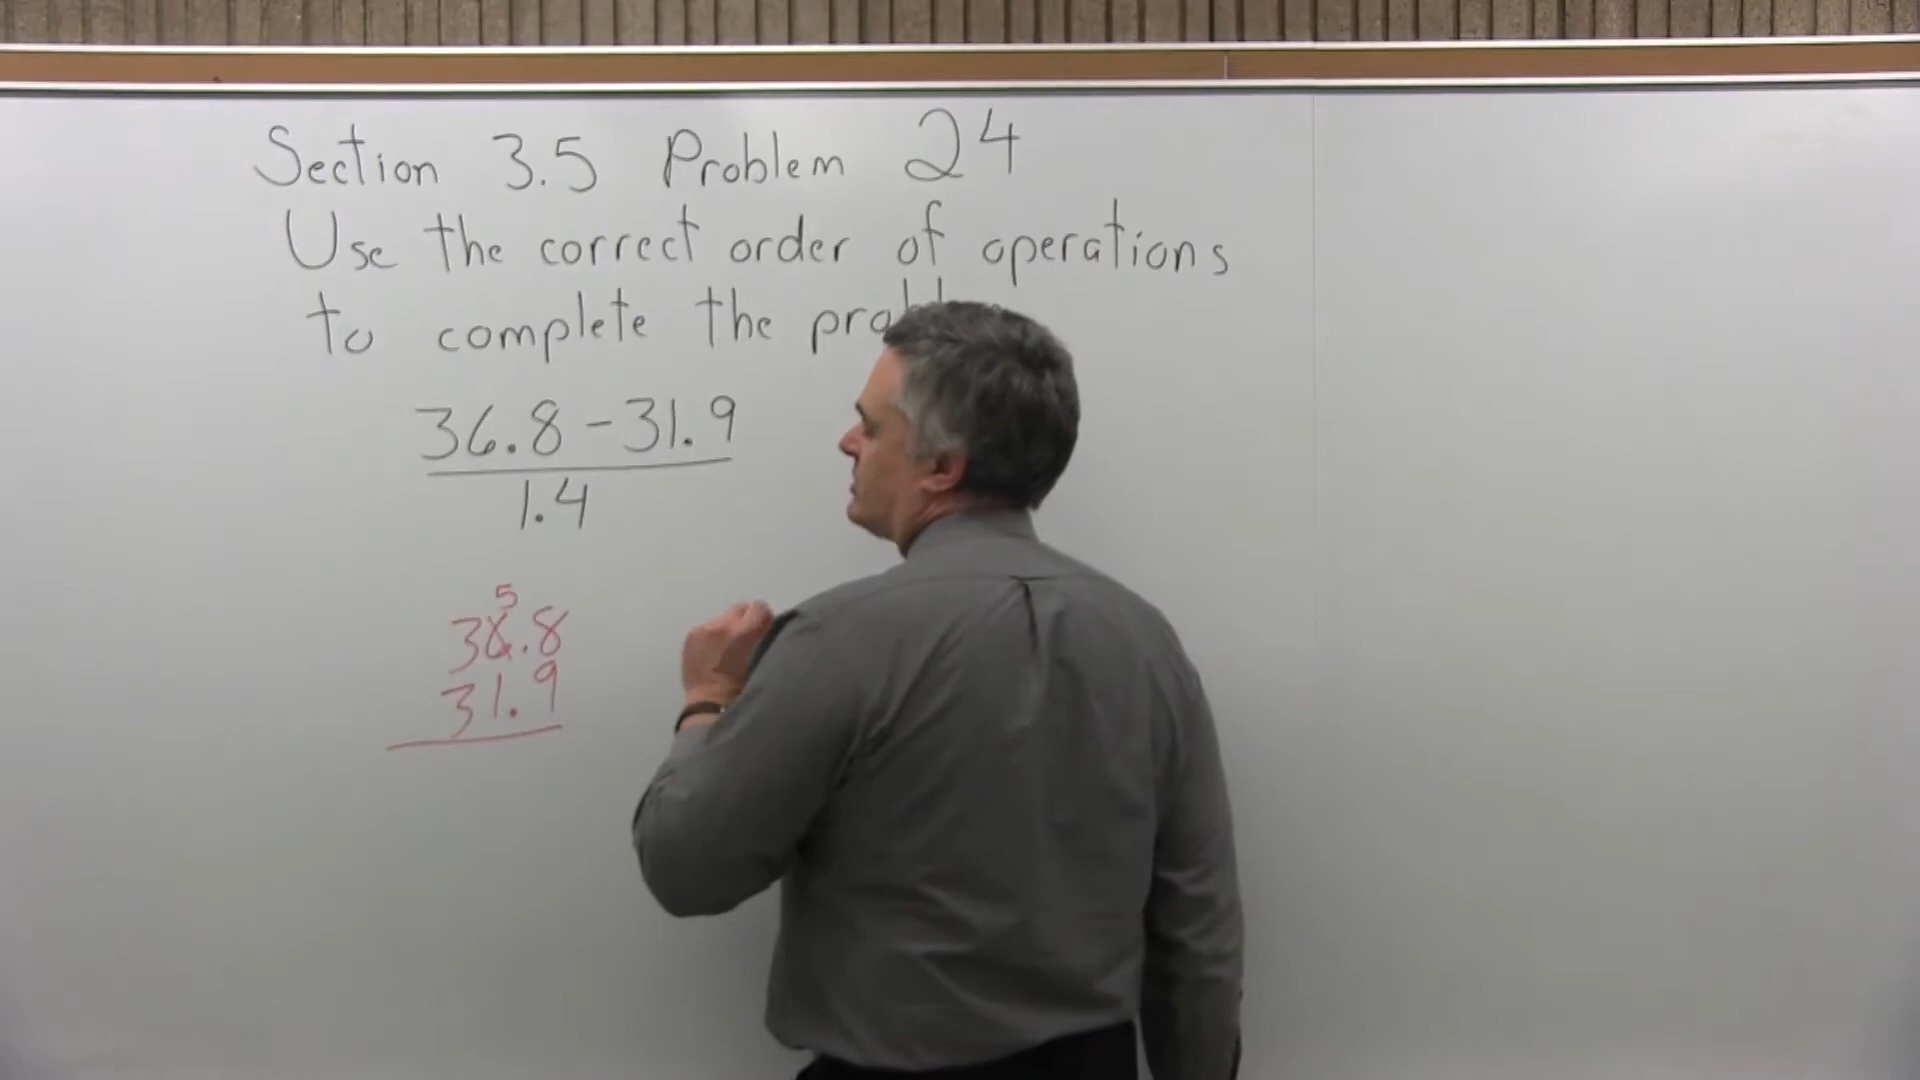 Section 3.5 Problem 24
Use the correct order of operations
to complete the
36.8 - 31.9
1.4
5
36.8
31.9